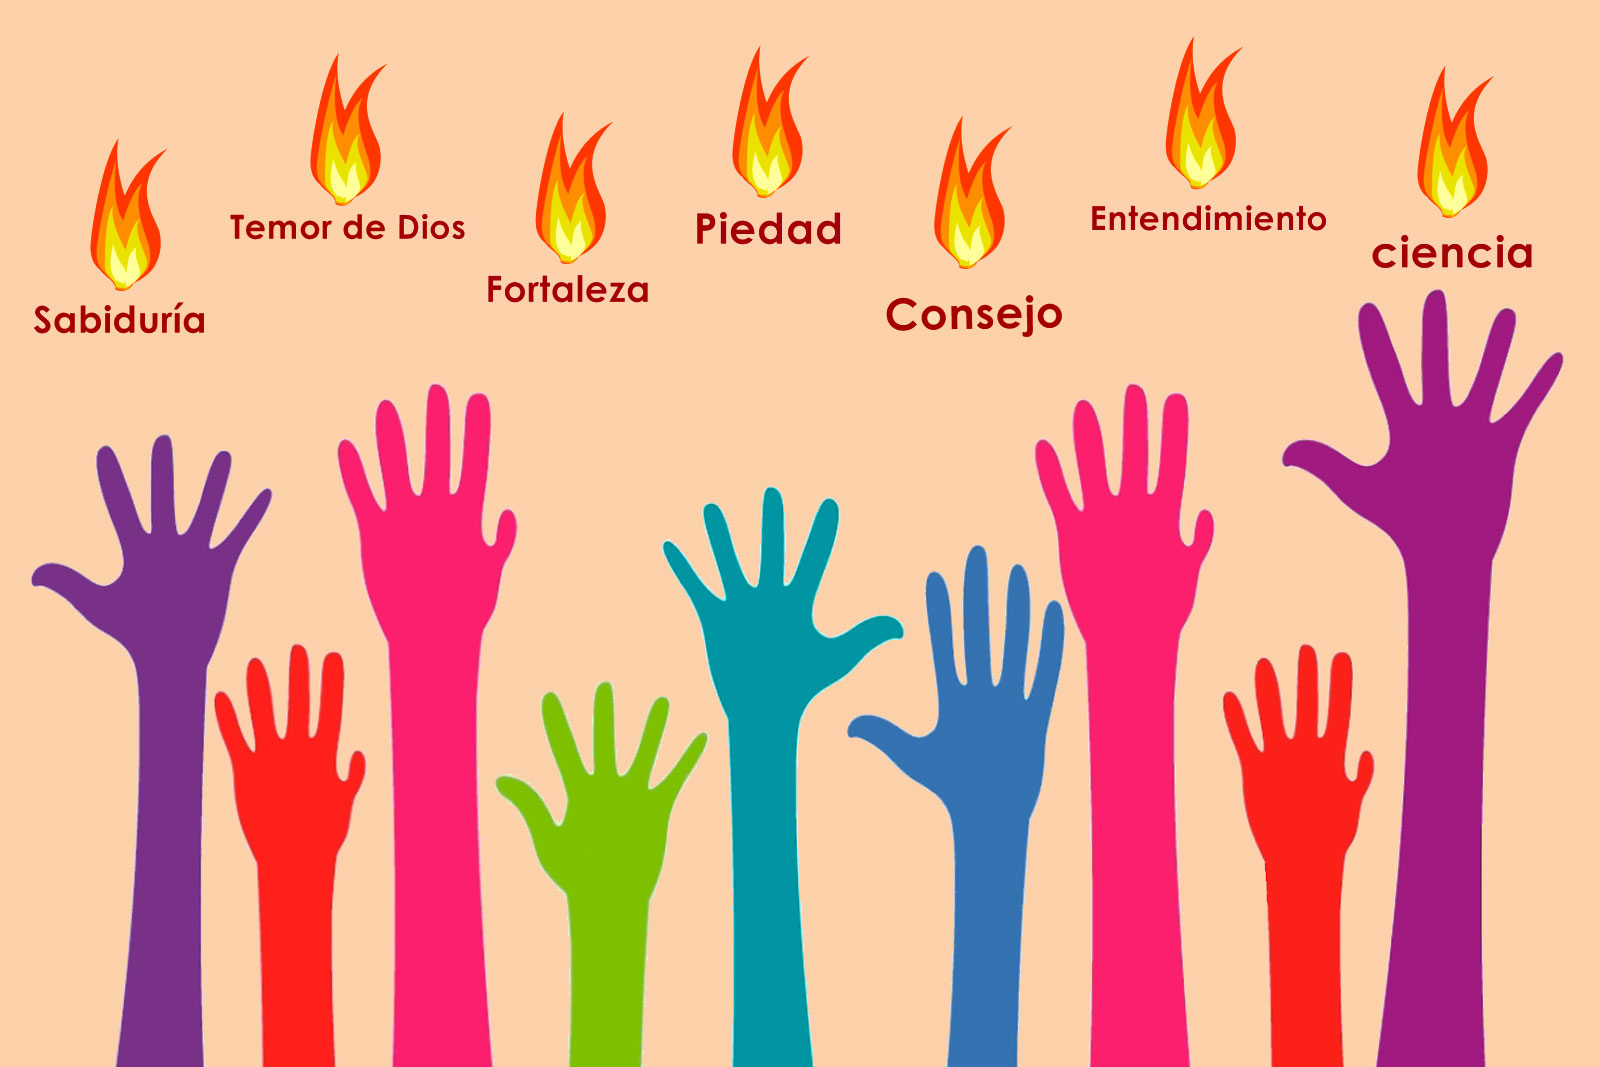 Sabiduría
Temor de Dios
Fortaleza
Piedad
Consejo
Entendimiento
ciencia